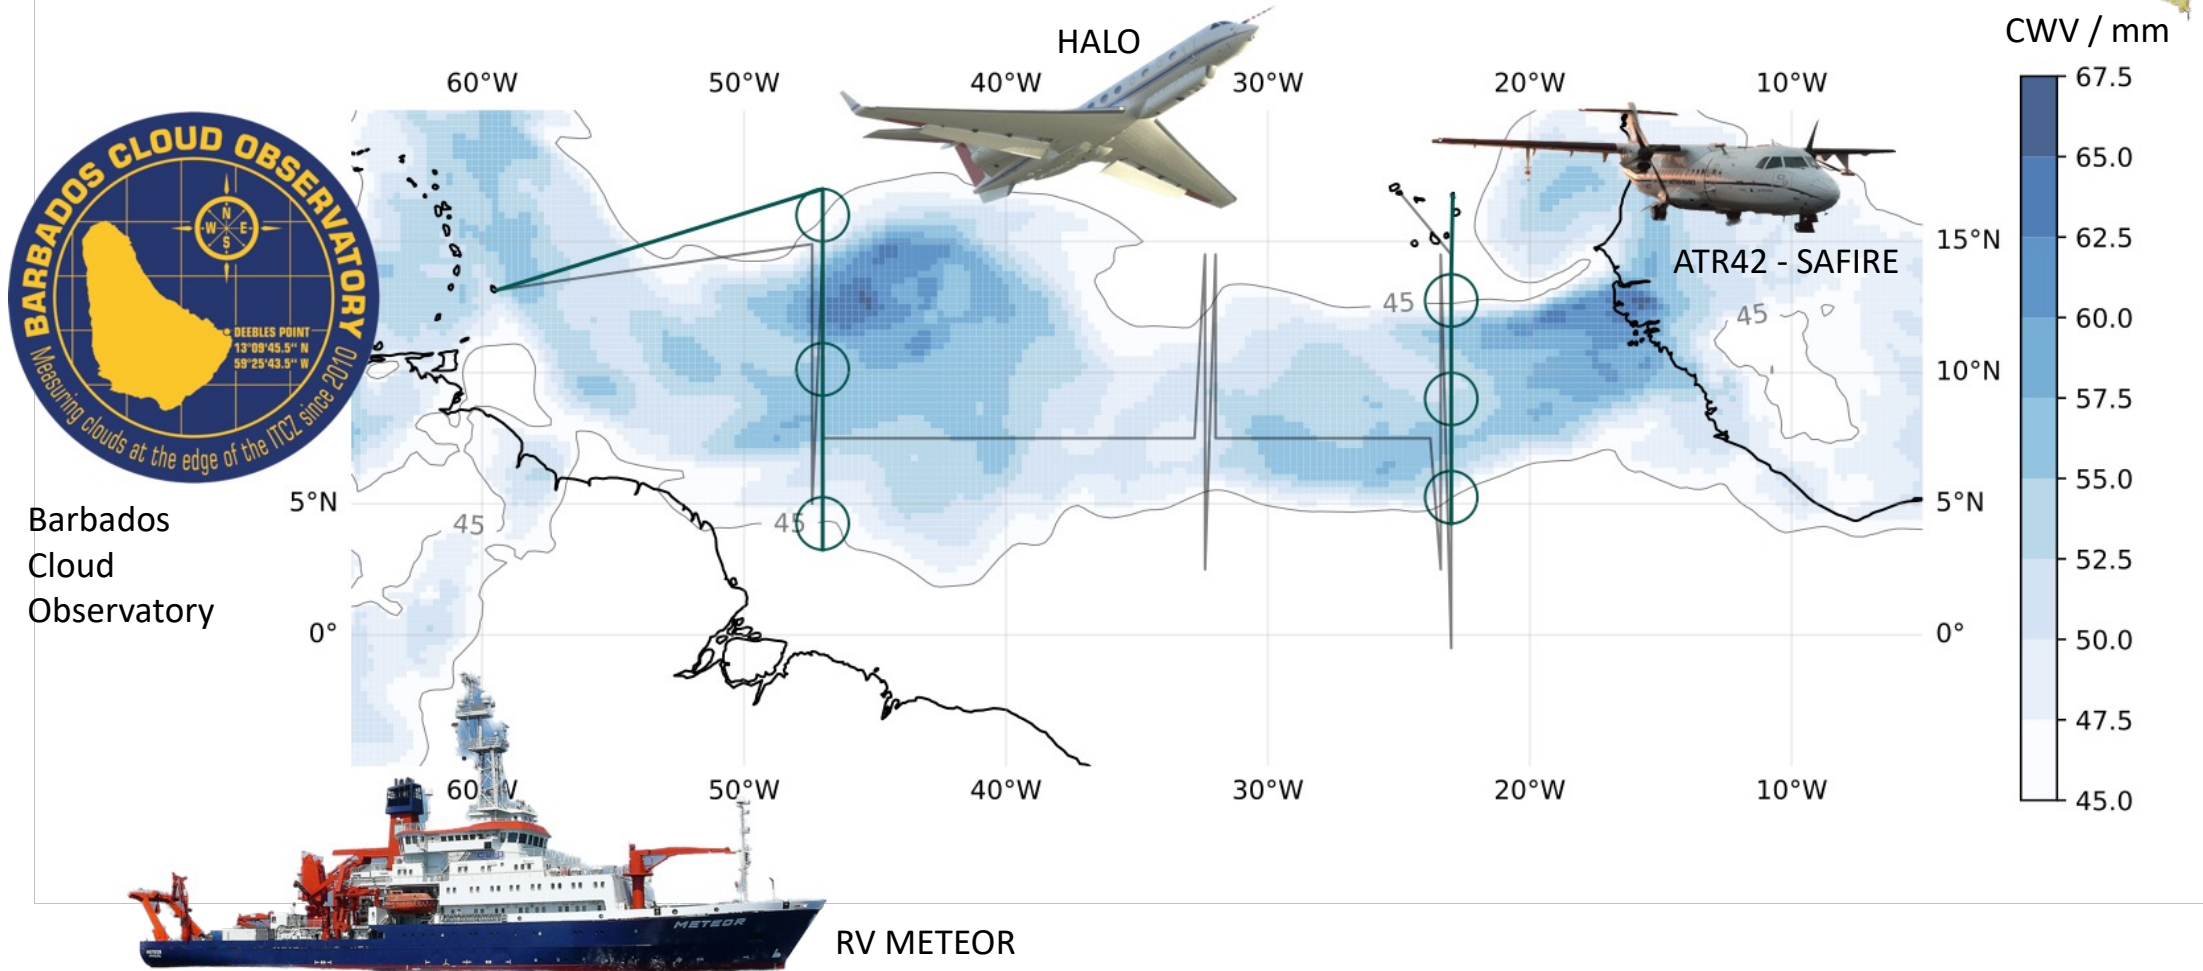 CWV / mm
HALO
60°W 50°W 40°W 30°W 20°W 10°W
67.5
65.0
62.5
60.0
57.5
55.0
52.5
50.0
47.5
45.0
BARBADOS CLOUD OBSERVATORY
N
W E
S
DEEBLES POINT
13°09'45.5" N
59°25'43.5" W
Measuring clouds at the edge of the ITCZ since 2010
ATR42 - SAFIRE
15°N
45
45
10°N
5°N
45
45
5°N
Barbados
Cloud
Observatory
0°
0°
60 W 50°W 40°W 30°W 20°W 10°W
METEOR
RV METEOR